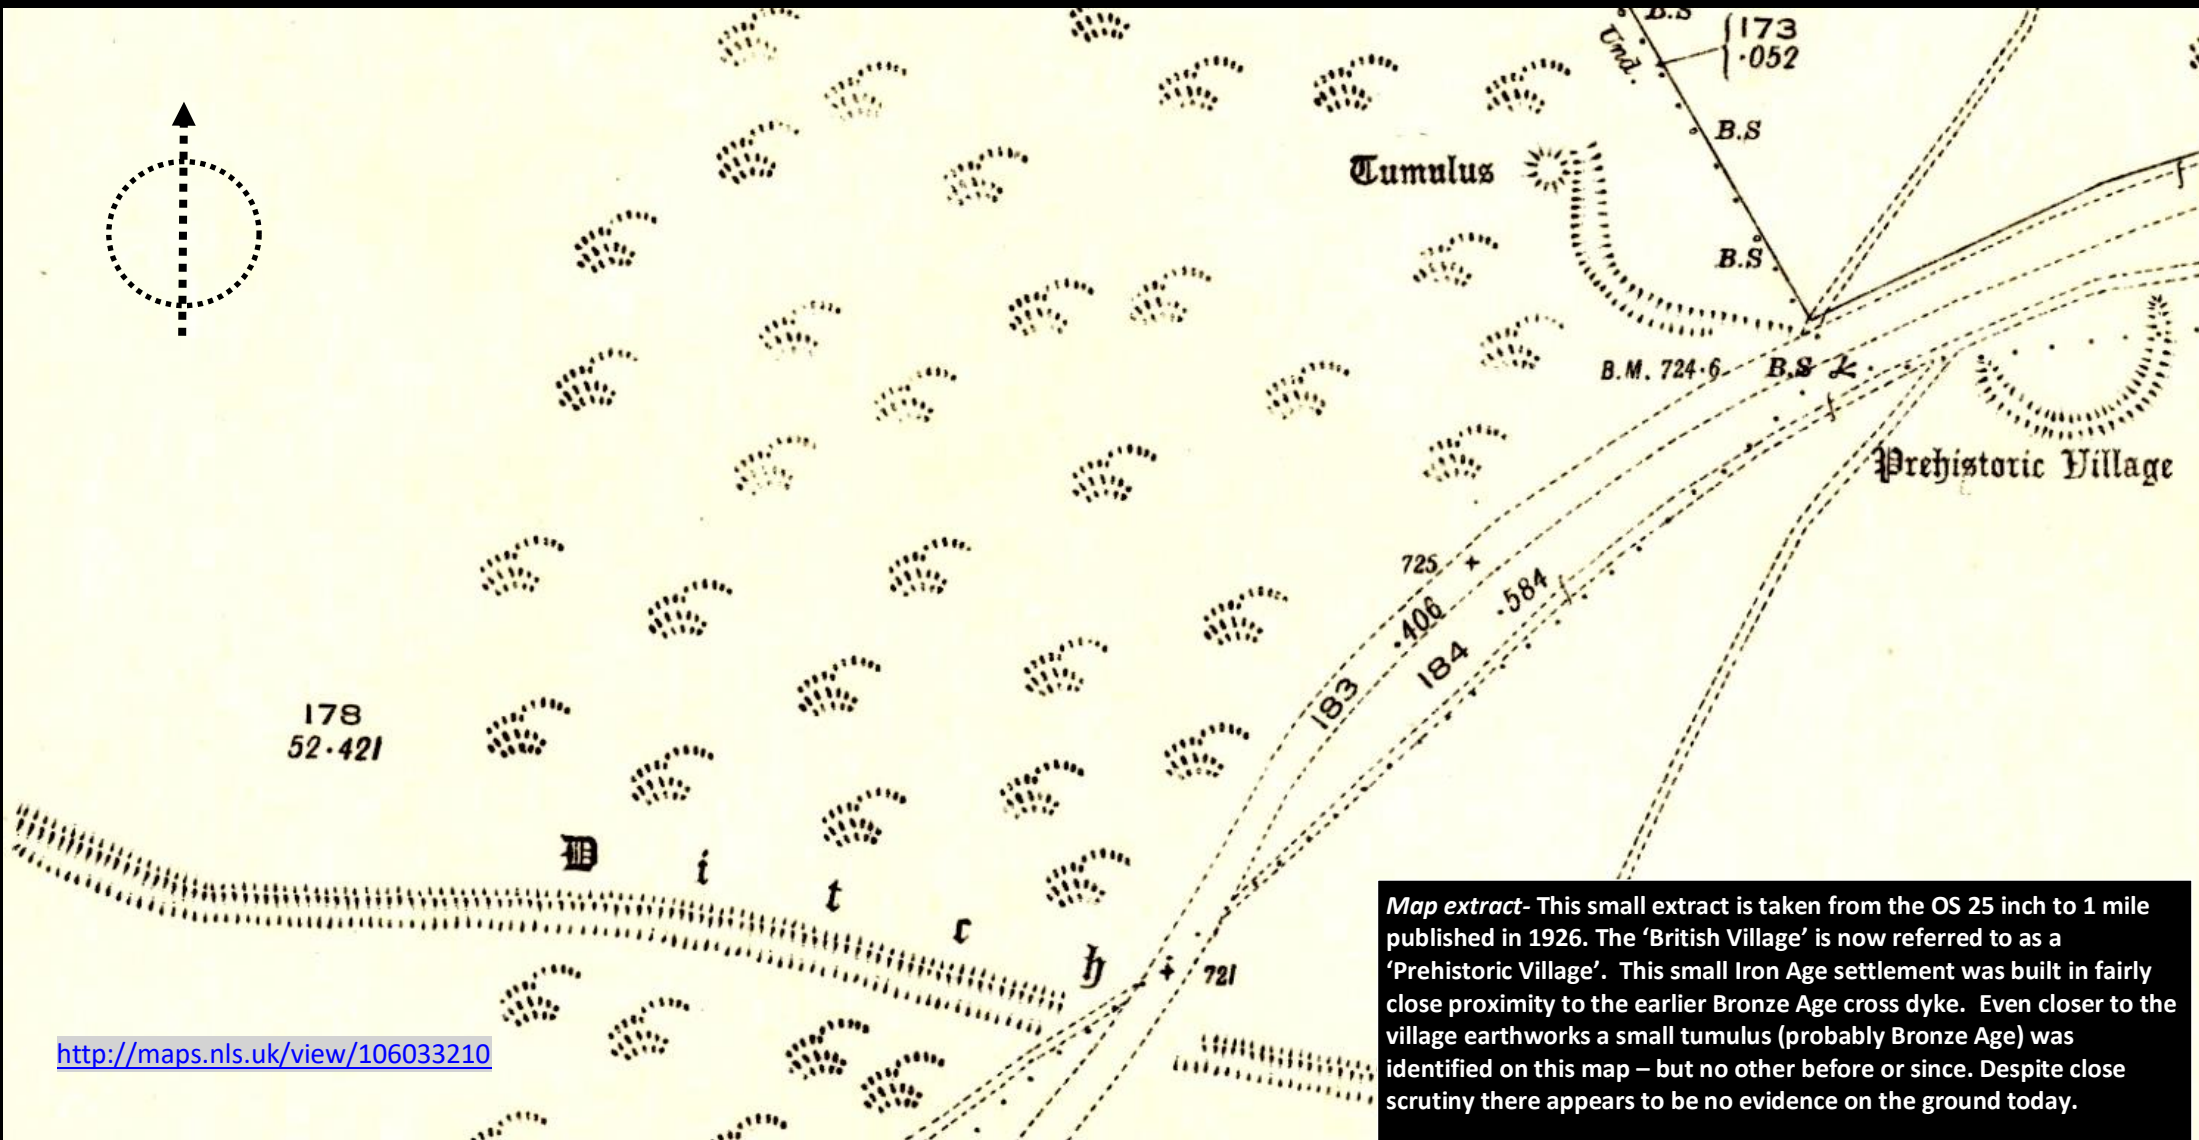 B.S
Und.
173
.052
B.S
Tumulus
B.S
B.M. 724.6
B.S
Prehistoric Village
725
.406
.584
183
184
178
52.421
Ditch
721
http://maps.nls.uk/view/106033210
Map extract- This small extract is taken from the OS 25 inch to 1 mile
published in 1926. The ‘British Village’ is now referred to as a
‘Prehistoric Village’.  This small Iron Age settlement was built in fairly
close proximity to the earlier Bronze Age cross dyke.  Even closer to the
village earthworks a small tumulus (probably Bronze Age) was
identified on this map – but no other before or since. Despite close
scrutiny there appears to be no evidence on the ground today.